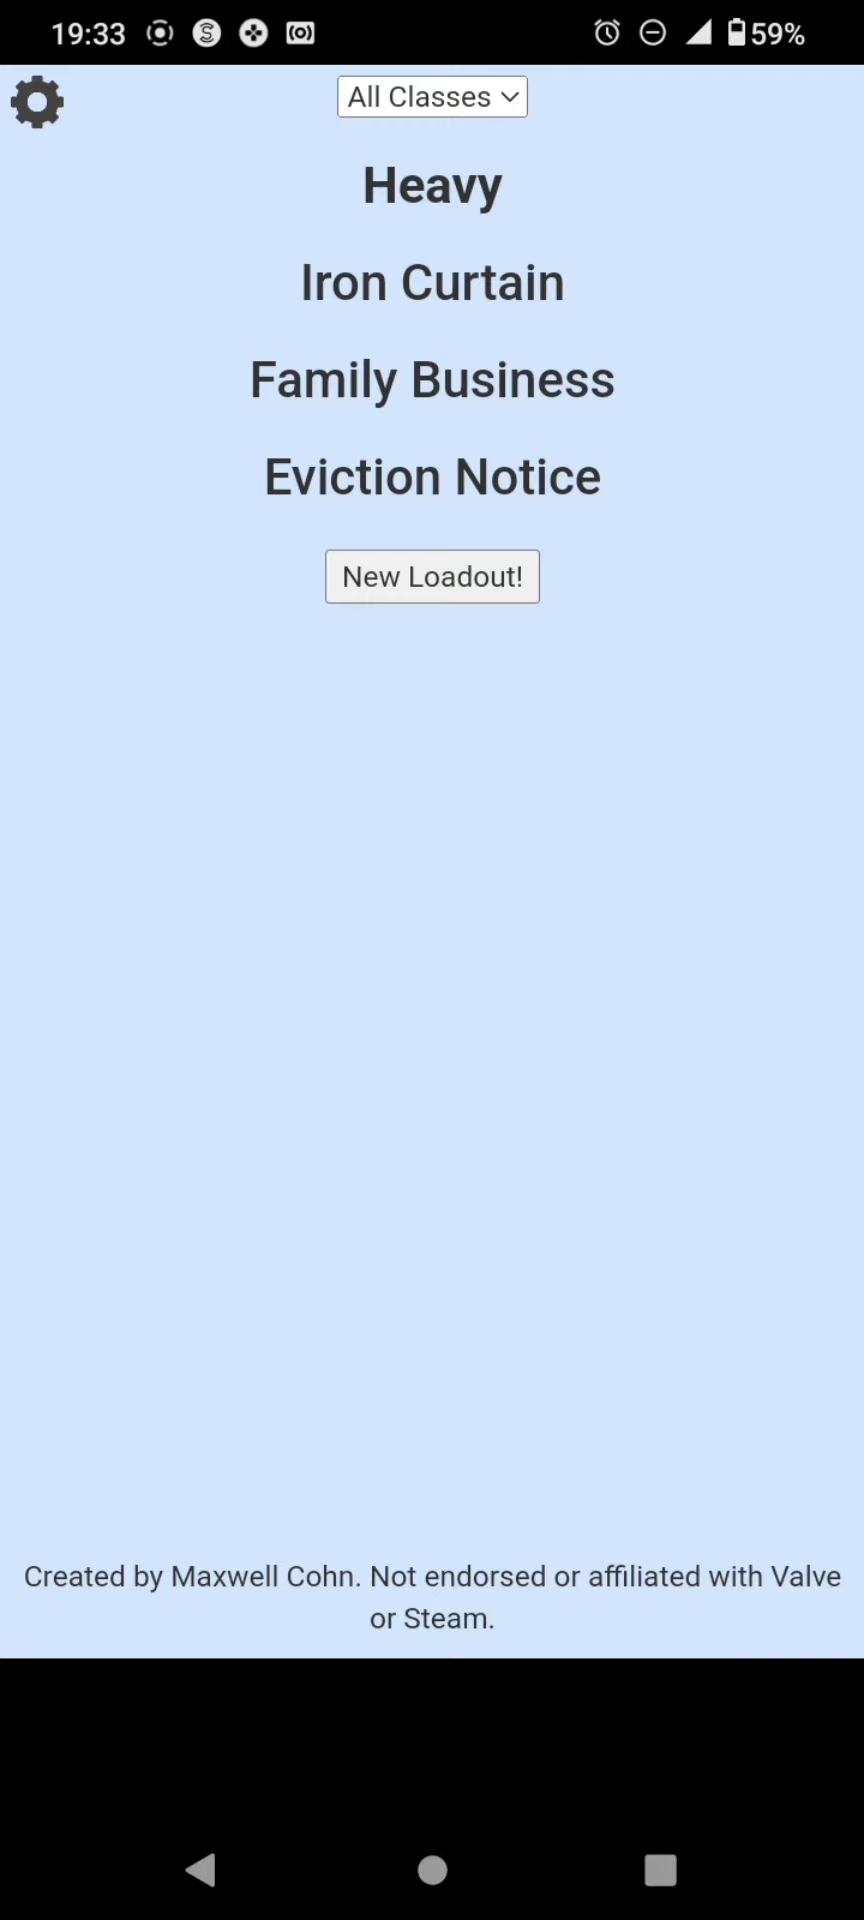 19:33
59%
All Classes
Heavy
Iron Curtain
Family Business
Eviction Notice
New Loadout!
Created by Maxwell Cohn. Not endorsed or affiliated with Valve
or Steam.